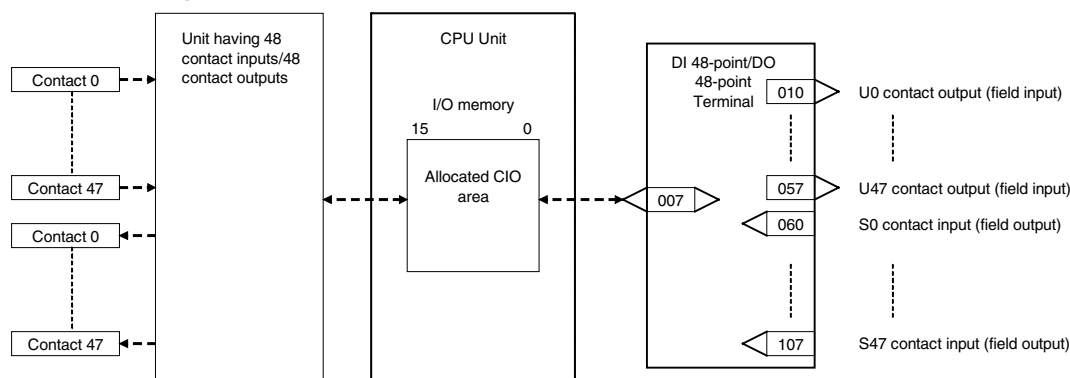 Unit having 48
contact inputs/48
contact outputs
Contact 0
Contact 47
Contact 0
Contact 47
CPU Unit
I/O memory
15 0
Allocated CIO
area
DI 48-point/DO
48-point
Terminal
007
010 U0 contact output (field input)
057 U47 contact output (field input)
060 S0 contact input (field output)
107 S47 contact input (field output)